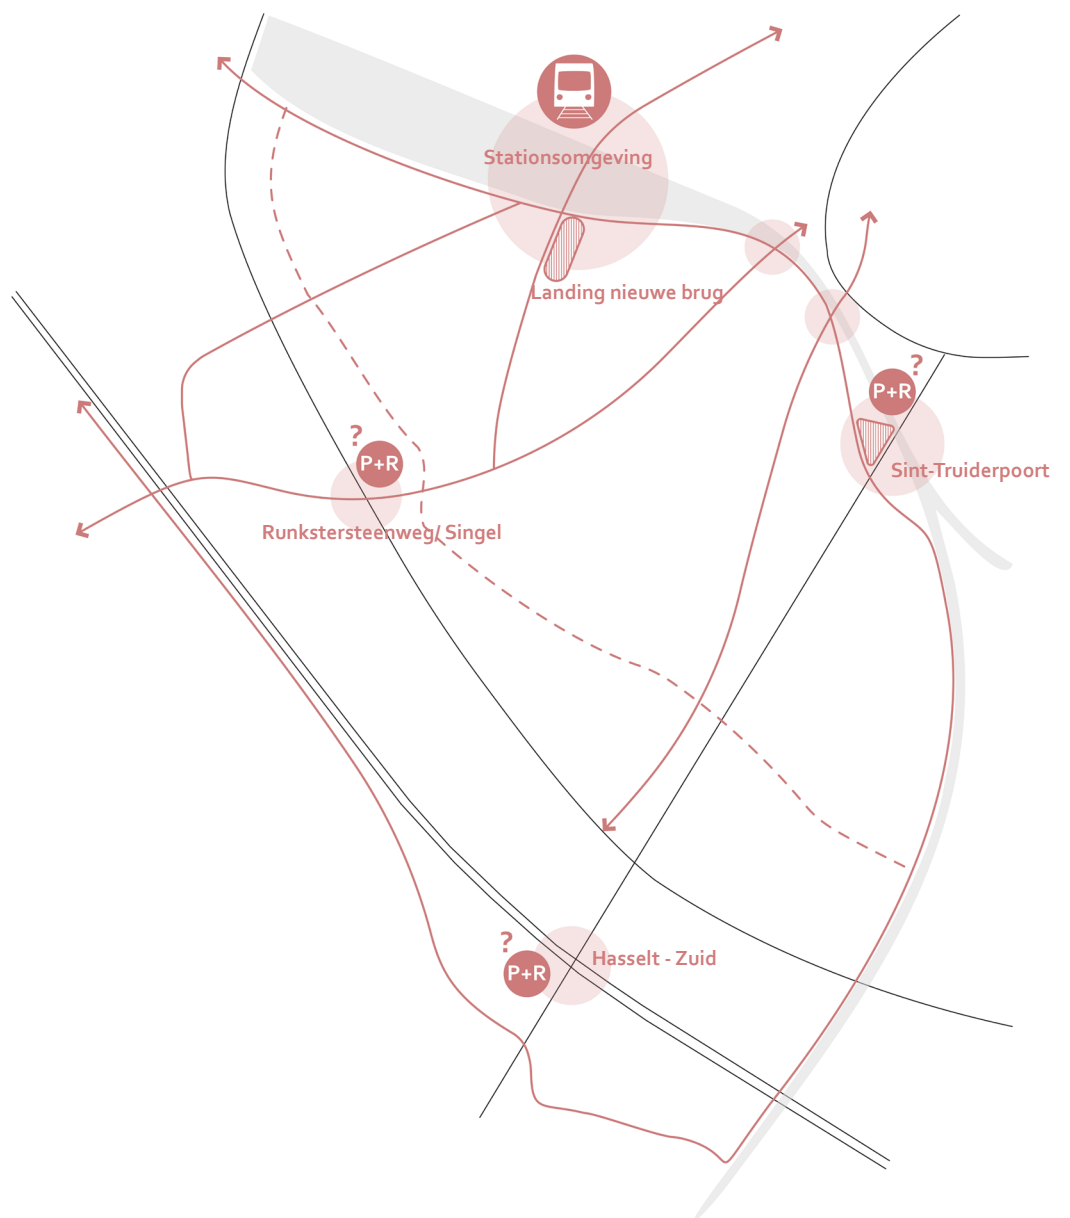 Stationsomgeving
Landing nieuwe brug
?
P+R
Sint-Truiderpoort
?
P+R
Runkstersteenweg/ Singel
?
P+R
Hasselt - Zuid